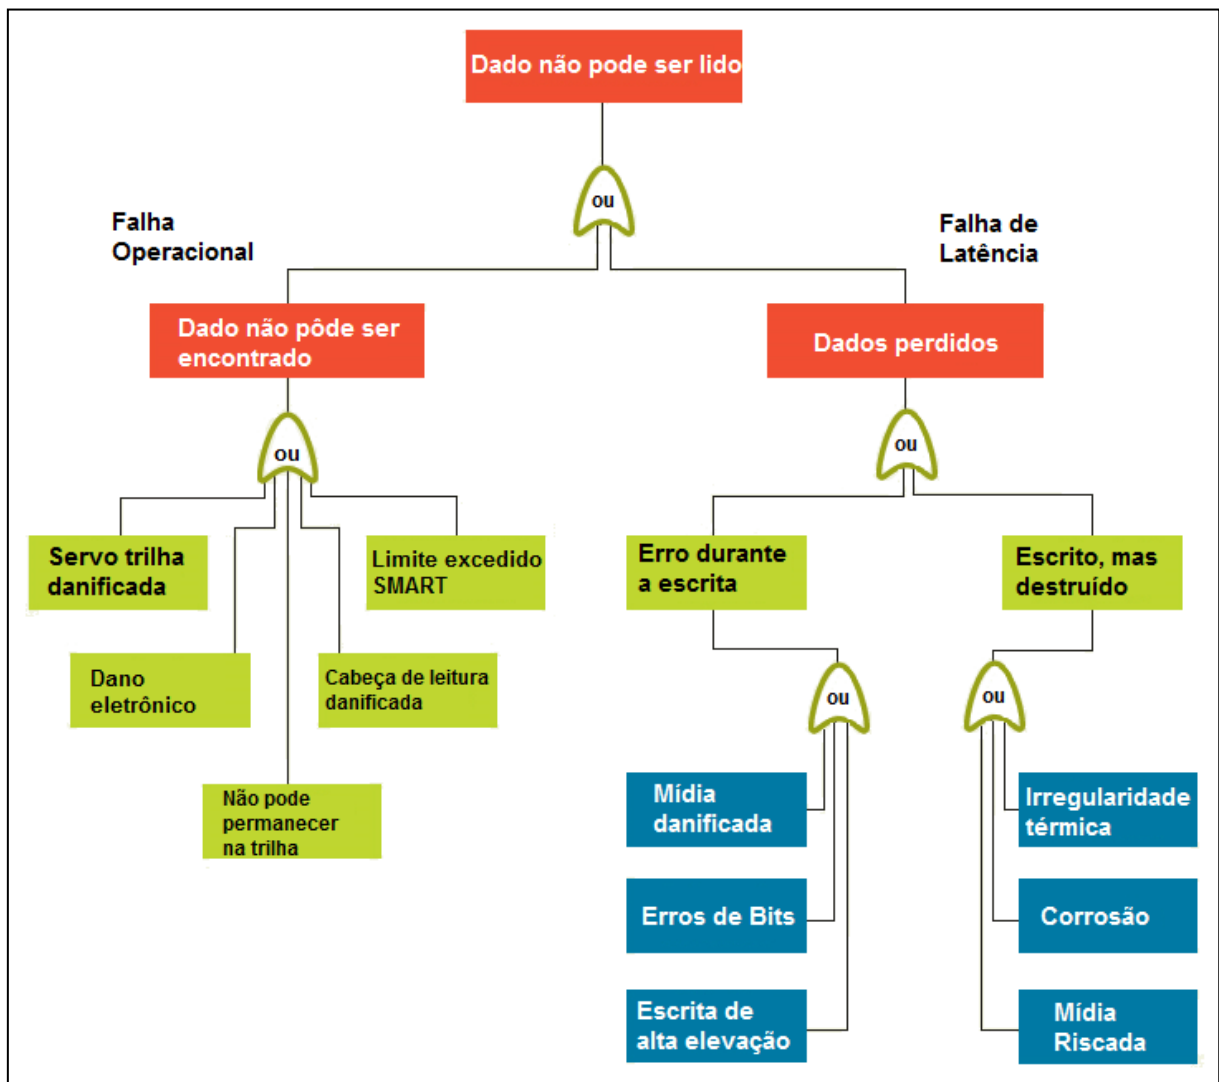 Dado não pode ser lido
ou
Falha
Operacional
Falha de
Latência
Dado não pôde ser
encontrado
Dados perdidos
ou
ou
Servo trilha
danificada
Limite excedido
SMART
Erro durante
a escrita
Escrito, mas
destruído
Dano
eletrônico
Cabeça de leitura
danificada
ou
ou
Não pode
permanecer
na trilha
Mídia
danificada
Irregularidade
térmica
Erros de Bits
Corrosão
Escrita de
alta elevação
Mídia
Riscada